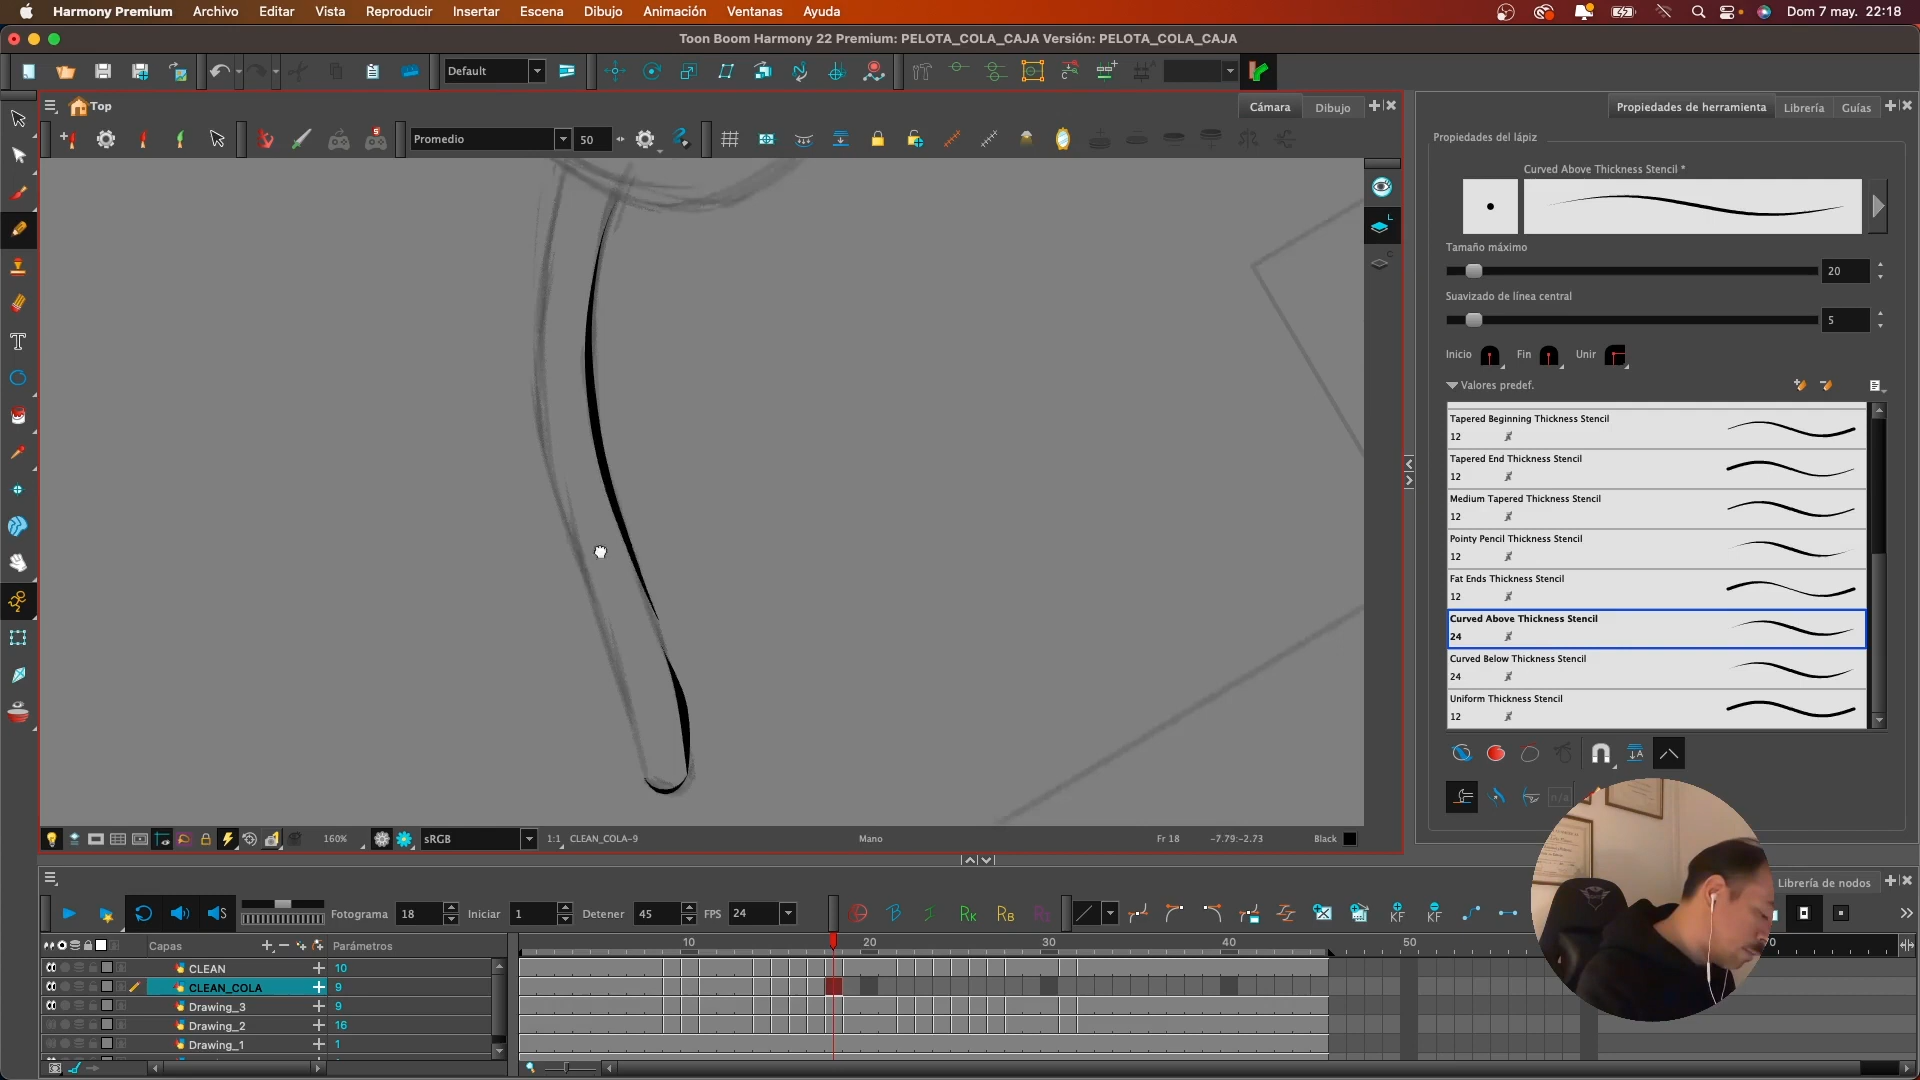 Harmony Premium Archivo Editar Vista Reproducir Insertar Escena Dibujo Animación Ventanas Ayuda Dom 7 may. 22:18
Toon Boom Harmony 22 Premium: PELOTA_COLA_CAJA Versión: PELOTA_COLA_CAJA
Default
Top
Cámara Dibujo
Promedio 50
Propiedades de herramienta Librería Guías
Propiedades del lápiz
Curved Above Thickness Stencil *
Tamaño máximo
20
Suavizado de línea central
5
Inicio Fin Unir
Valores predef.
Tapered Beginning Thickness Stencil
12
Tapered End Thickness Stencil
12
Medium Tapered Thickness Stencil
12
Pointy Pencil Thickness Stencil
12
Fat Ends Thickness Stencil
12
Curved Above Thickness Stencil
24
Curved Below Thickness Stencil
24
Uniform Thickness Stencil
12
n/a
160% sRGB 1:1 CLEAN_COLA-9 Mano Fr 18 -7.79:-2.73 Black
Librería de nodos
Fotograma 18 Iniciar 1 Detener 45 FPS 24
Capas Parámetros
10 20 30 40 50 70
CLEAN 10
CLEAN_COLA 9
Drawing_3 9
Drawing_2 16
Drawing_1 1